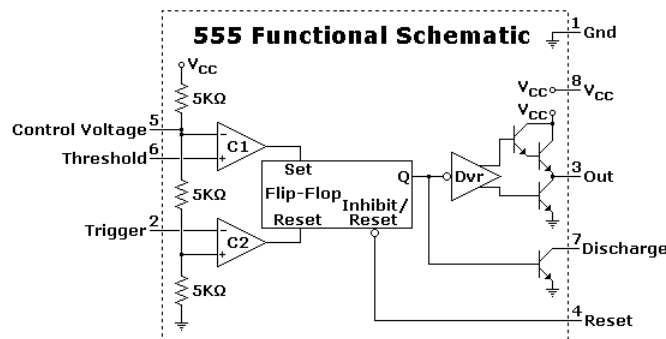 555 Functional Schematic
1
Gnd
VCC
8
VCC
VCC
5KΩ
5
Control Voltage
6
Threshold
C1
Set
Q
Dvr
3
Out
5KΩ
Flip-Flop
Inhibit/
Reset
Reset
2
Trigger
C2
7
Discharge
5KΩ
4
Reset